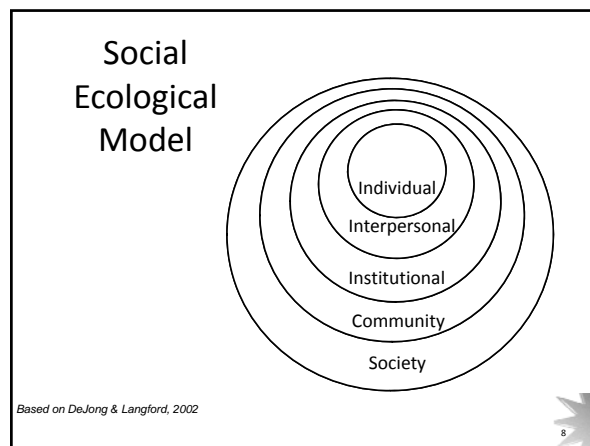 Social
Ecological
Model
Individual
Interpersonal
Institutional
Community
Society
Based on DeJong & Langford, 2002
8